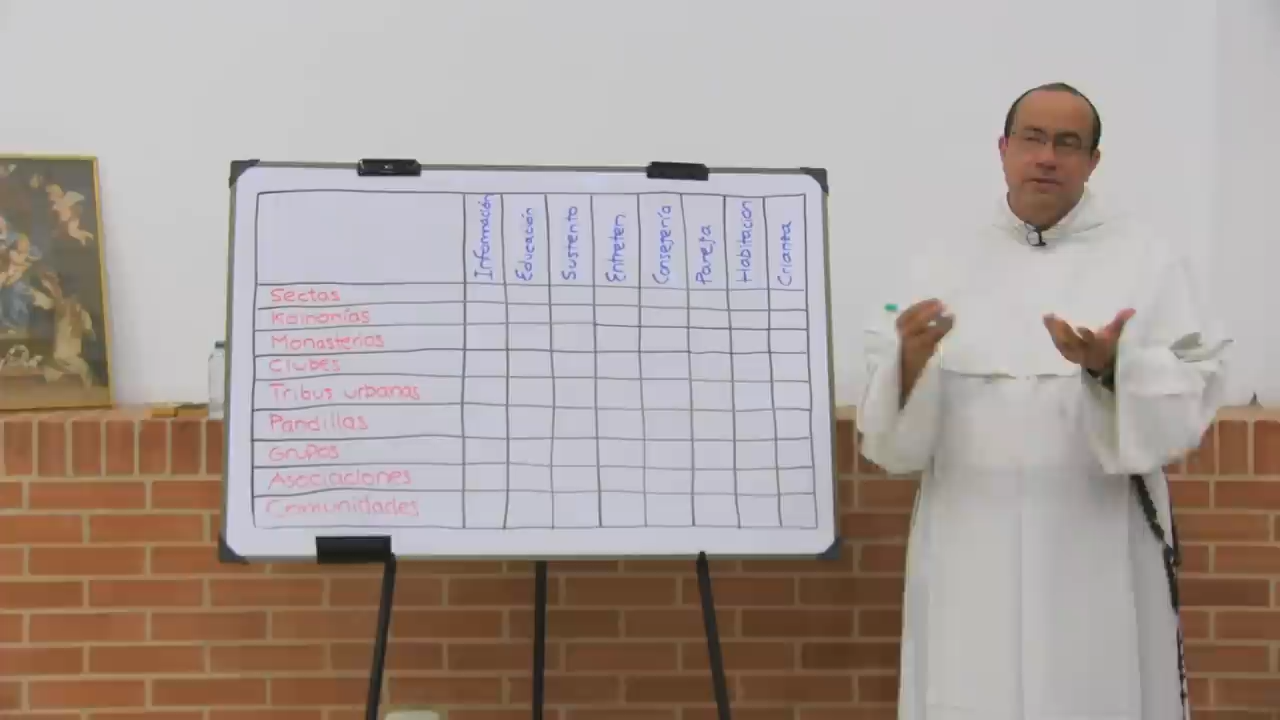 Información Educación Sustento Entreten. Consejería Pareja Habitación Crianza
Sectas
Koinonías
Monasterios
Clubes
Tribus urbanas
Pandillas
Grupos
Asociaciones
Comunidades